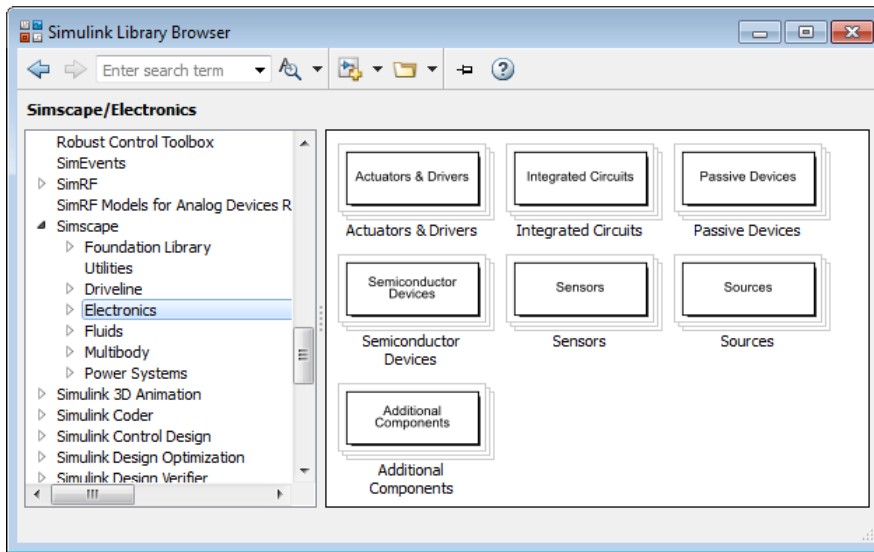 Simulink Library Browser
Enter search term
Simscape/Electronics
Robust Control Toolbox
SimEvents
SimRF
SimRF Models for Analog Devices R
Simscape
Foundation Library
Utilities
Driveline
Electronics
Fluids
Multibody
Power Systems
Simulink 3D Animation
Simulink Coder
Simulink Control Design
Simulink Design Optimization
Simulink Design Verifier
Actuators & Drivers
Integrated Circuits
Passive Devices
Actuators & Drivers
Integrated Circuits
Passive Devices
Semiconductor
Devices
Sensors
Sources
Semiconductor
Devices
Sensors
Sources
Additional
Components
Additional
Components